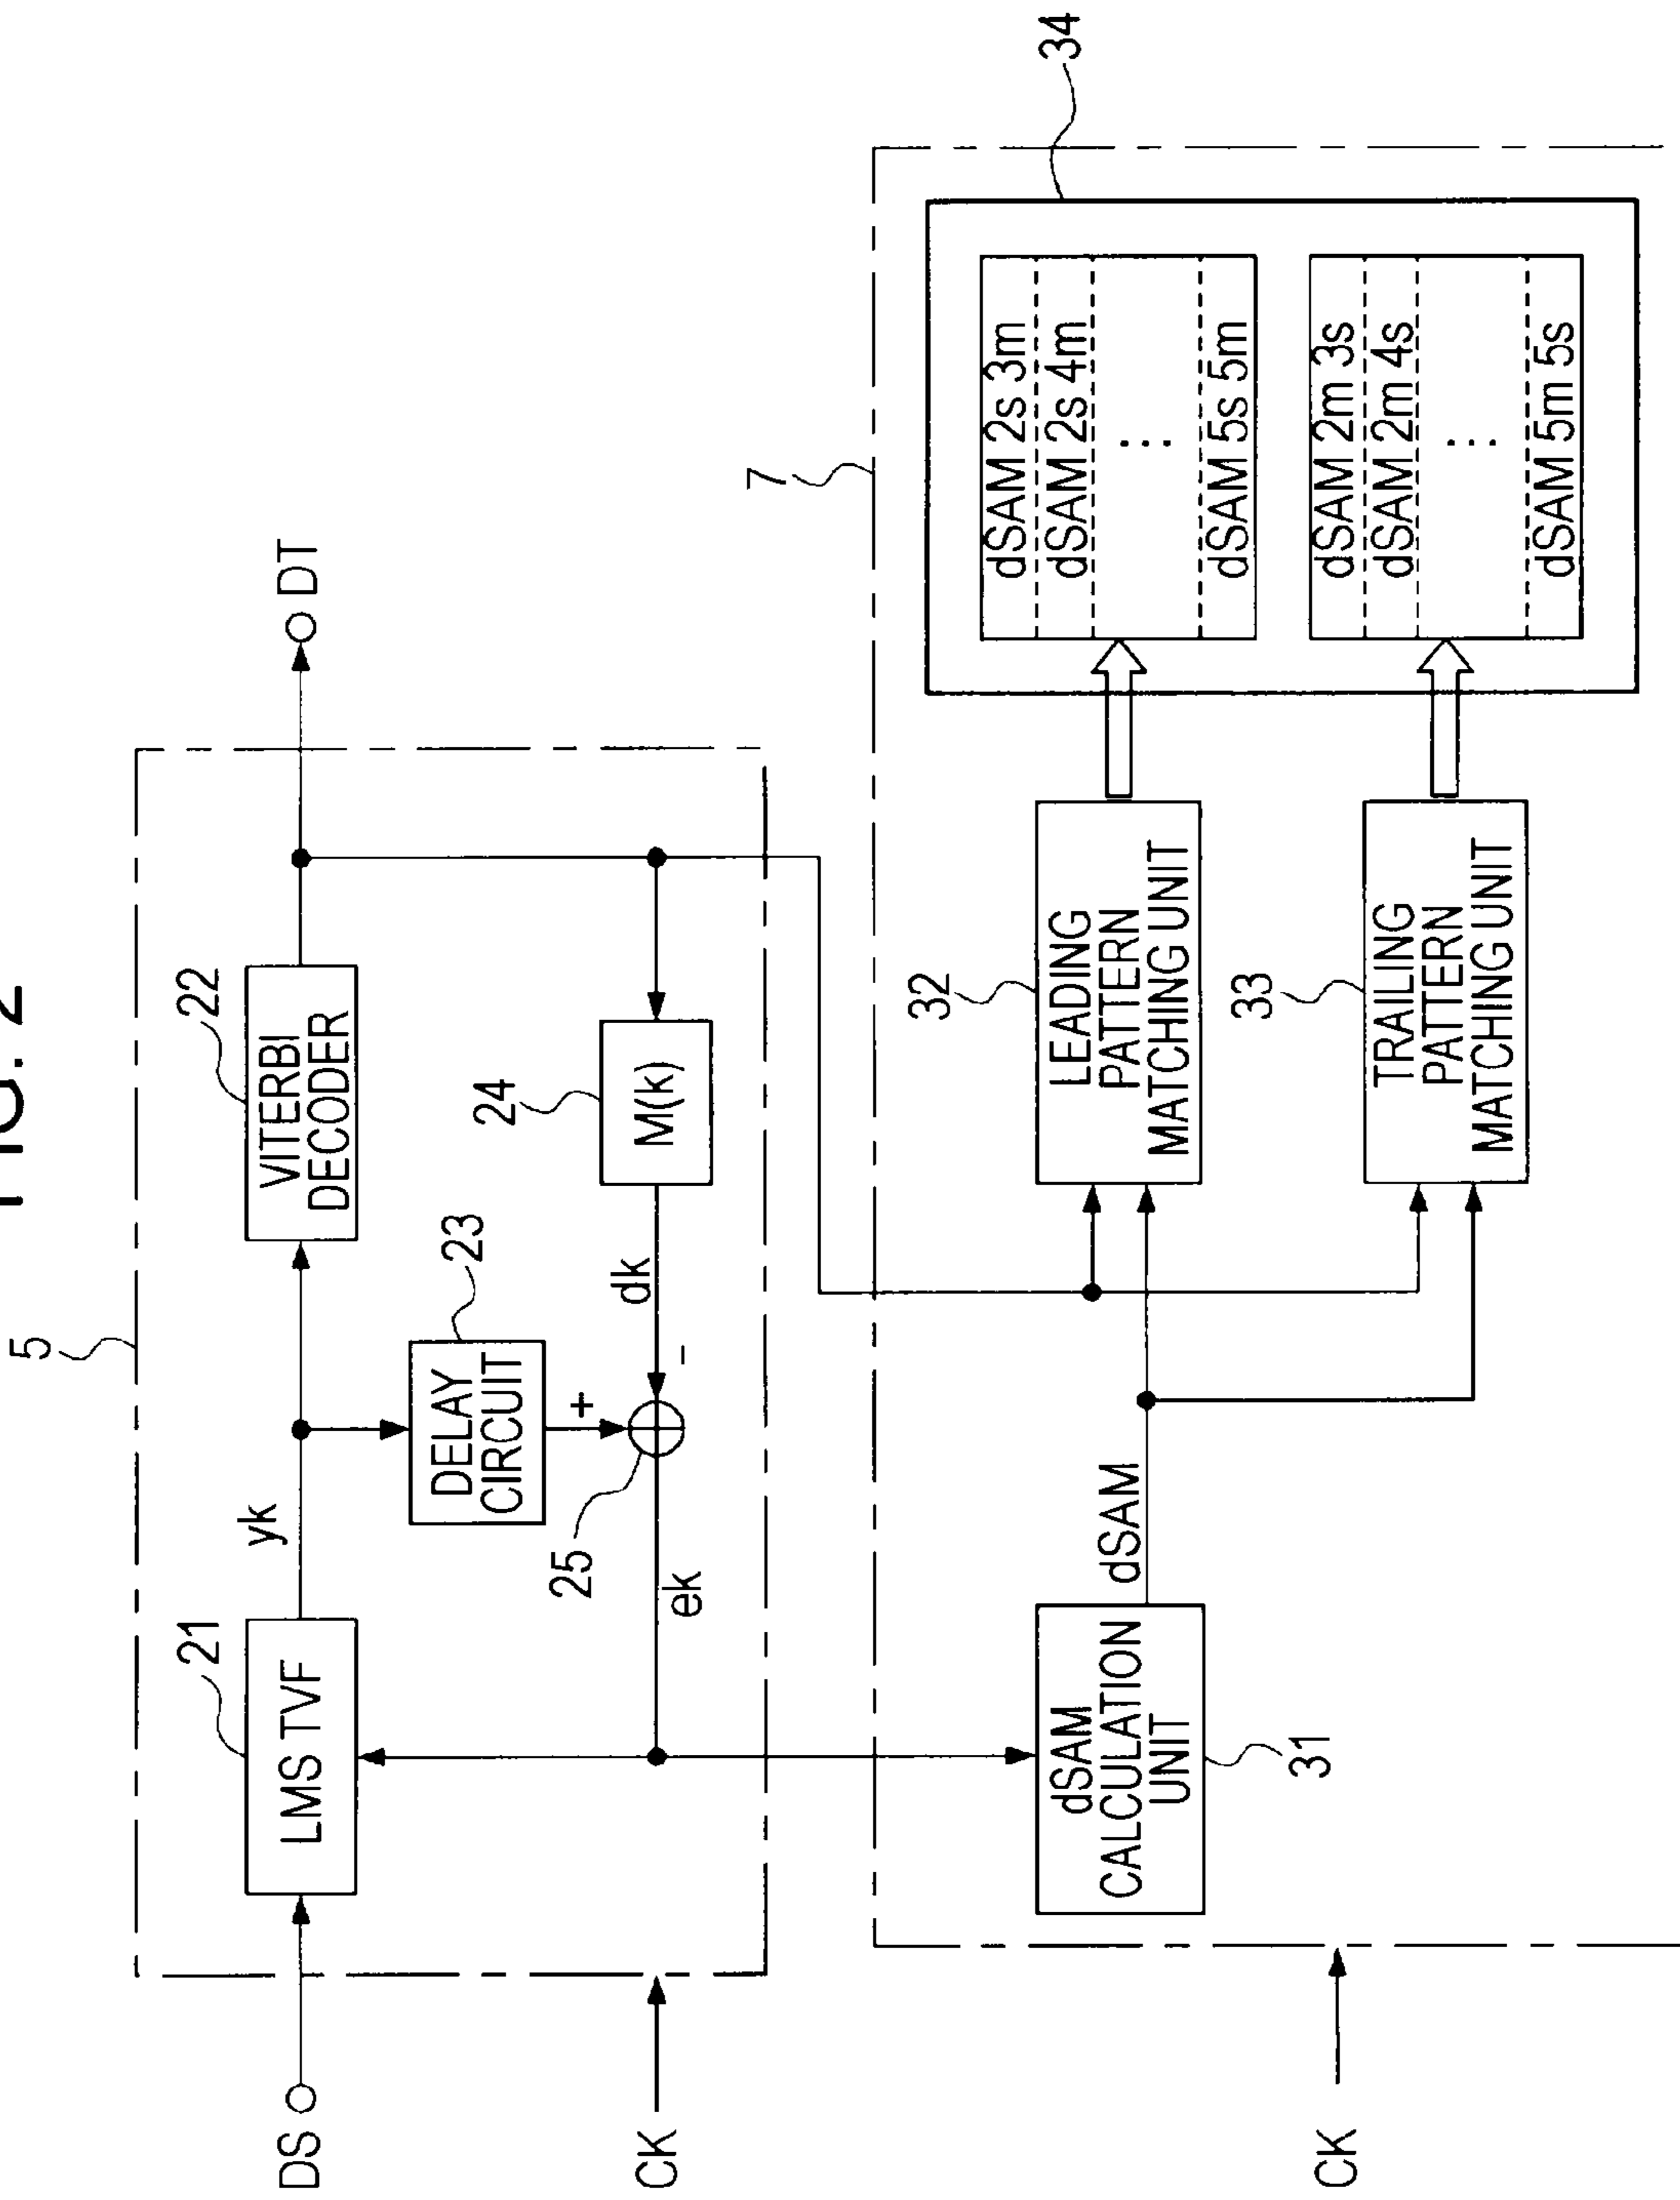 FIG. 2
5
DS
21
LMS TVF
yk
22
VITERBI
DECODER
DT
23
DELAY
CIRCUIT
24
M(k)
dk
+
-
25
ek
CK
7
31
dSAM
CALCULATION
UNIT
dSAM
32
LEADING
PATTERN
MATCHING UNIT
33
TRAILING
PATTERN
MATCHING UNIT
34
dSAM 2s 3m
dSAM 2s 4m
...
dSAM 5s 5m
dSAM 2m 3s
dSAM 2m 4s
...
dSAM 5m 5s
CK